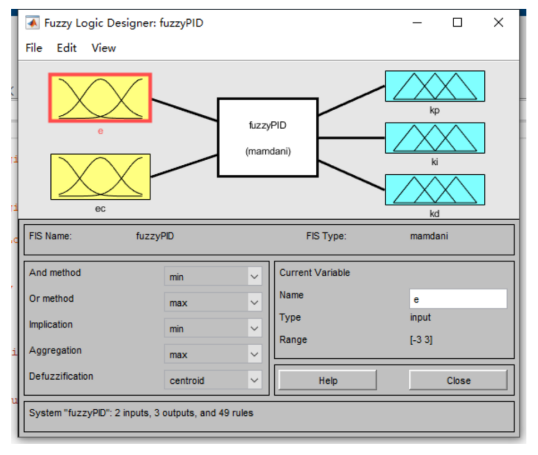 Fuzzy Logic Designer: fuzzyPID
File Edit View
e
ec
fuzzyPID
(mamdani)
kp
ki
kd
FIS Name: fuzzyPID FIS Type: mamdani
And method min
Or method max
Implication min
Aggregation max
Defuzzification centroid
Current Variable
Name e
Type input
Range [-3 3]
Help Close
System "fuzzyPID": 2 inputs, 3 outputs, and 49 rules